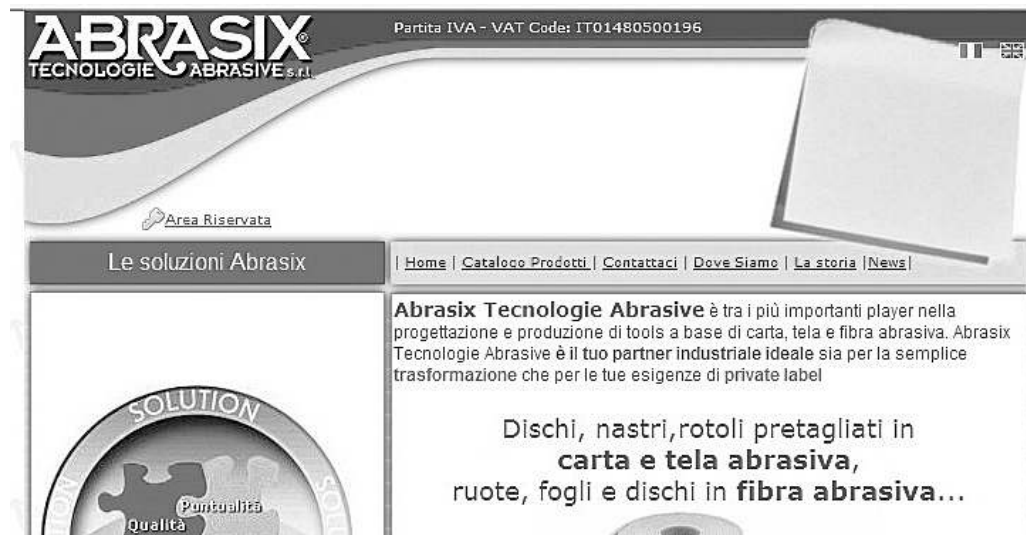 ABRASIX®
TECNOLOGIE ABRASIVE s.r.l.
Partita IVA - VAT Code: IT01480500196
Area Riservata
Le soluzioni Abrasix
| Home | Catalogo Prodotti | Contattaci | Dove Siamo | La storia |News|
Abrasix Tecnologie Abrasive è tra i più importanti player nella
progettazione e produzione di tools a base di carta, tela e fibra abrasiva. Abrasix
Tecnologie Abrasive è il tuo partner industriale ideale sia per la semplice
trasformazione che per le tue esigenze di private label
SOLUTION
Puntualità
Qualità
Dischi, nastri,rotoli pretagliati in
carta e tela abrasiva,
ruote, fogli e dischi in fibra abrasiva...